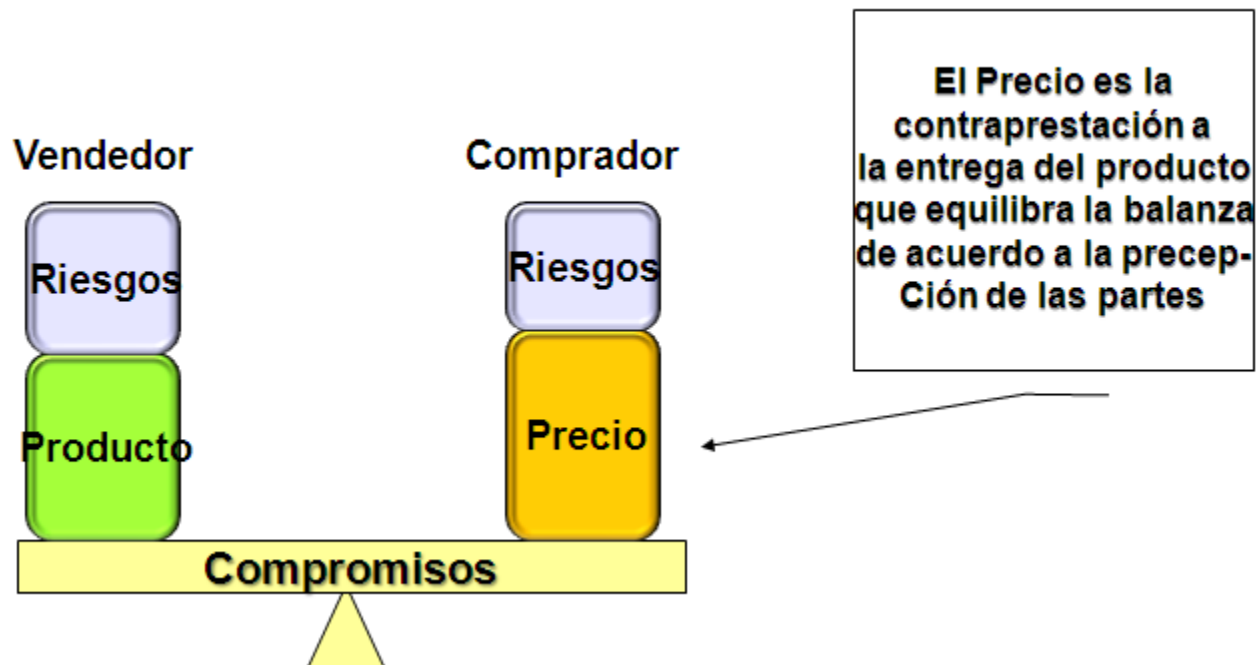 El Precio es la
contraprestación a
la entrega del producto
que equilibra la balanza
de acuerdo a la precep-
Ción de las partes
Vendedor
Comprador
Riesgos
Riesgos
Producto
Precio
Compromisos